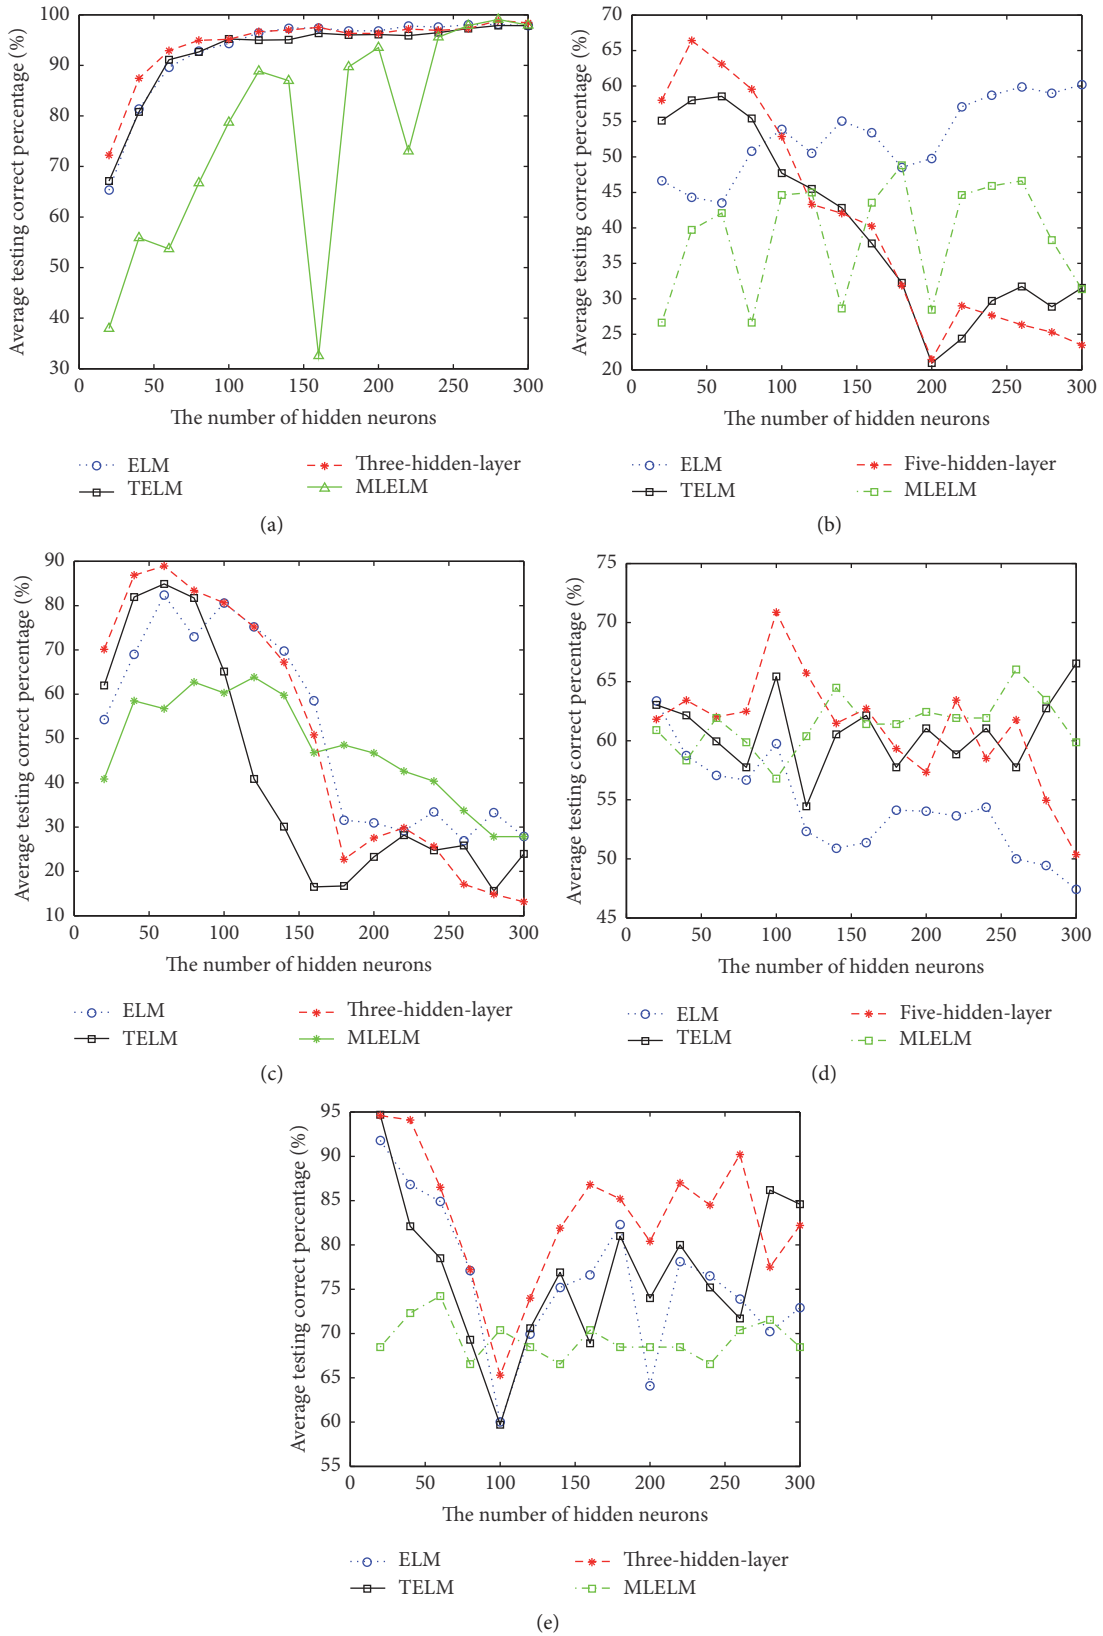 Average testing correct percentage (%)
100
90
80
70
60
50
40
30
0 50 100 150 200 250 300
The number of hidden neurons
ELM
TELM
Three-hidden-layer
MLELM
(a)
Average testing correct percentage (%)
70
65
60
55
50
45
40
35
30
25
20
0 50 100 150 200 250 300
The number of hidden neurons
ELM
TELM
Five-hidden-layer
MLELM
(b)
Average testing correct percentage (%)
90
80
70
60
50
40
30
20
10
0 50 100 150 200 250 300
The number of hidden neurons
ELM
TELM
Three-hidden-layer
MLELM
(c)
Average testing correct percentage (%)
75
70
65
60
55
50
45
0 50 100 150 200 250 300
The number of hidden neurons
ELM
TELM
Five-hidden-layer
MLELM
(d)
Average testing correct percentage (%)
95
90
85
80
75
70
65
60
55
0 50 100 150 200 250 300
The number of hidden neurons
ELM
TELM
Three-hidden-layer
MLELM
(e)